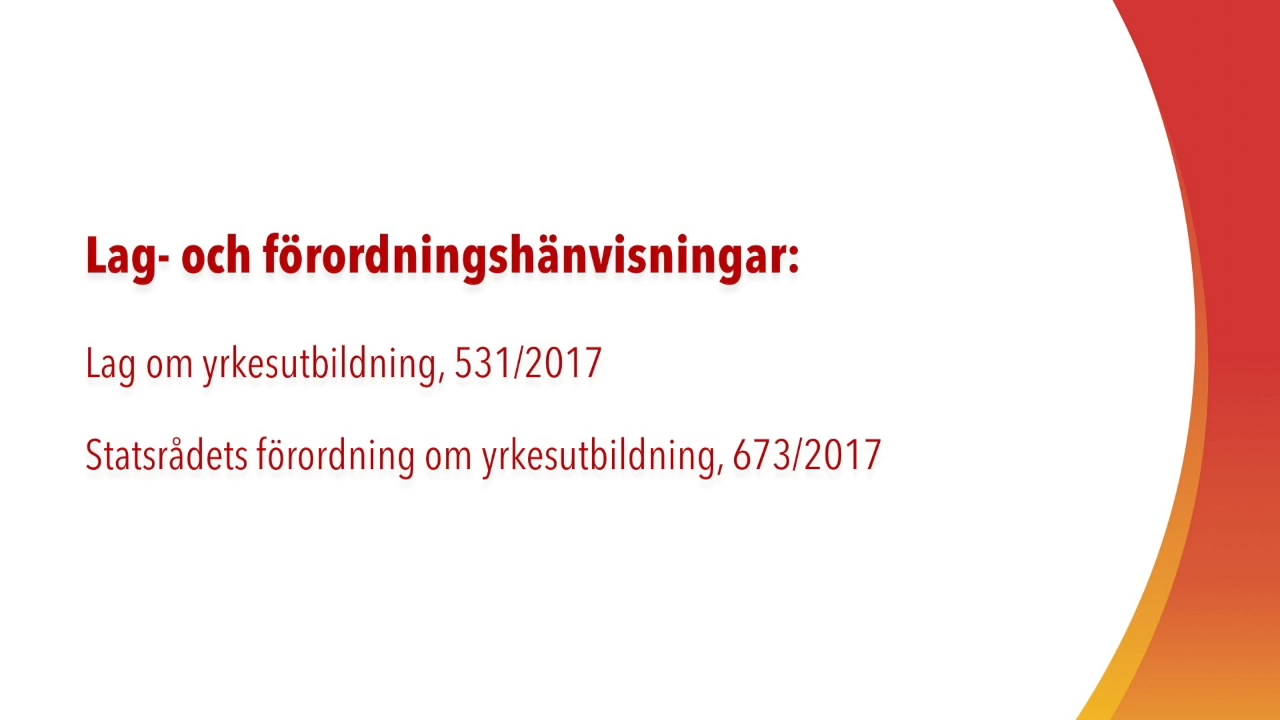 Lag- och förordningshänvisningar:
Lag om yrkesutbildning, 531/2017
Statsrådets förordning om yrkesutbildning, 673/2017